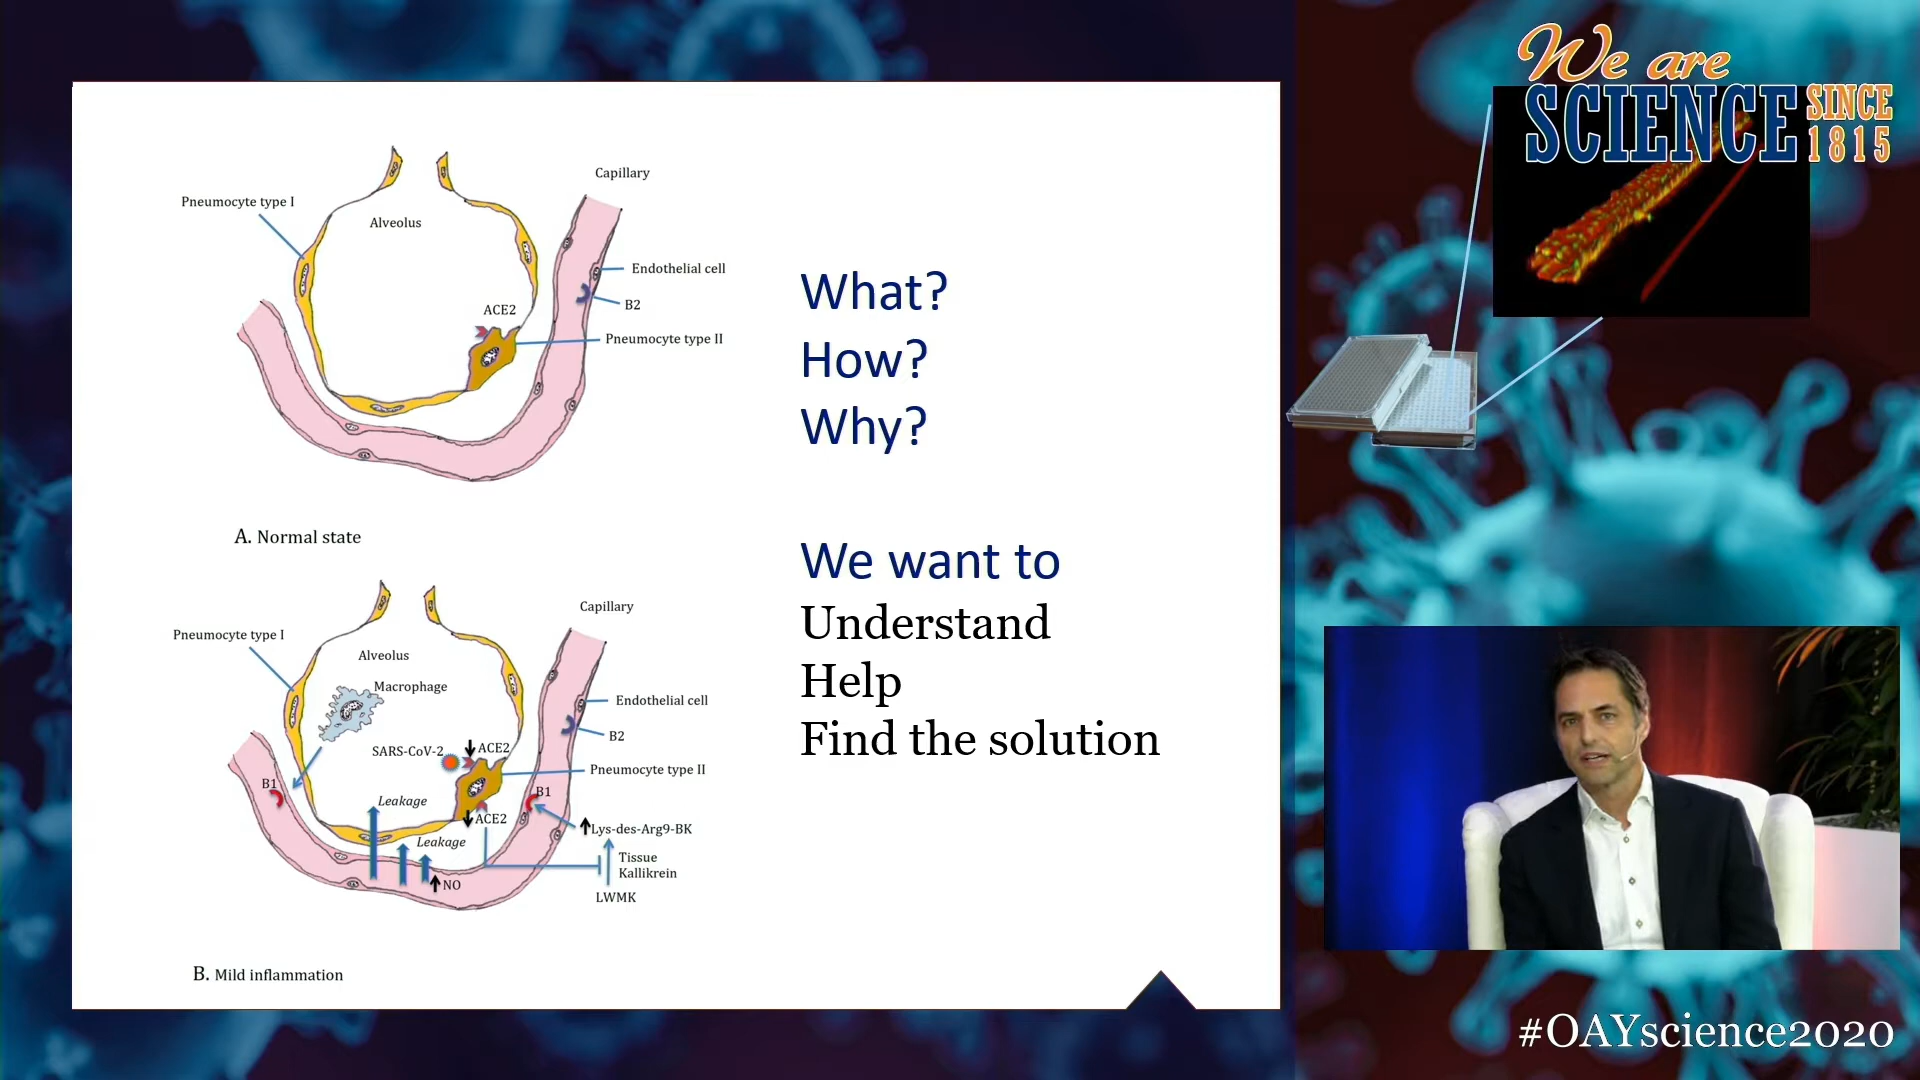 Capillary
Pneumocyte type I
Alveolus
Endothelial cell
B2
ACE2
Pneumocyte type II
A. Normal state
Capillary
Pneumocyte type I
Alveolus
Macrophage
Endothelial cell
B2
SARS-CoV-2
ACE2
Pneumocyte type II
B1
B1
Leakage
ACE2
Lys-des-Arg9-BK
Leakage
Tissue
Kallikrein
NO
LWMK
B. Mild inflammation
What?
How?
Why?
We want to
Understand
Help
Find the solution
We are
SCIENCE SINCE
1815
#OAYscience2020